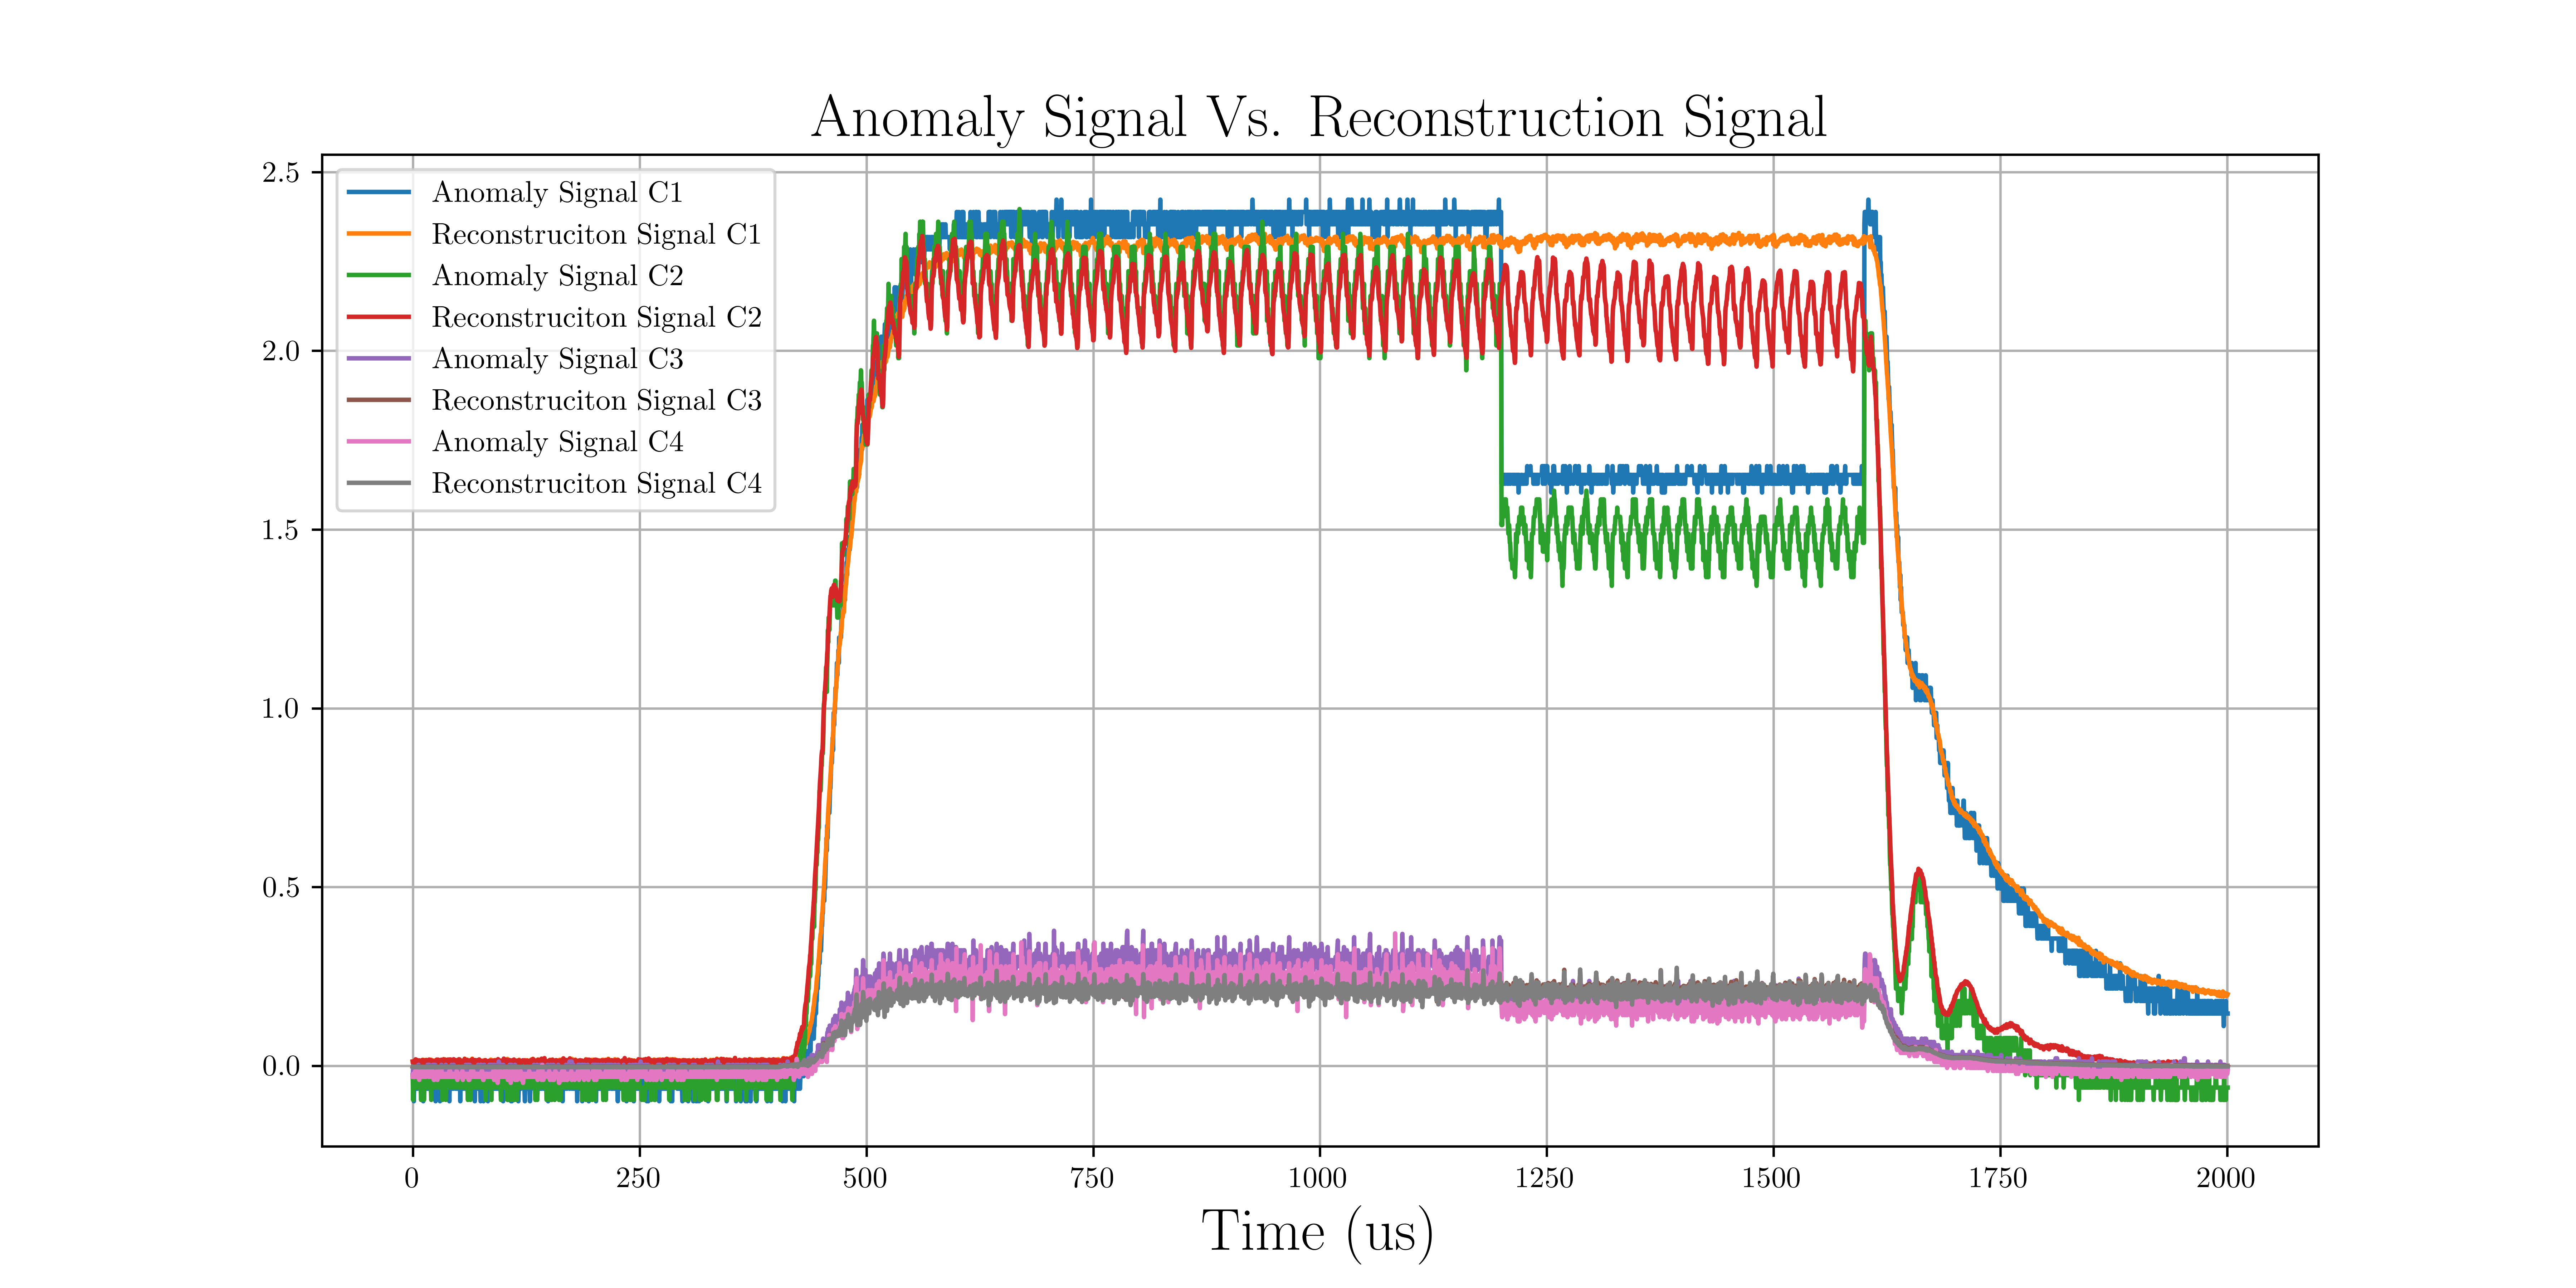 Anomaly Signal Vs. Reconstruction Signal
2.5
2.0
1.5
1.0
0.5
0.0
Anomaly Signal C1
Reconstruciton Signal C1
Anomaly Signal C2
Reconstruciton Signal C2
Anomaly Signal C3
Reconstruciton Signal C3
Anomaly Signal C4
Reconstruciton Signal C4
0 250 500 750 1000 1250 1500 1750 2000
Time (us)